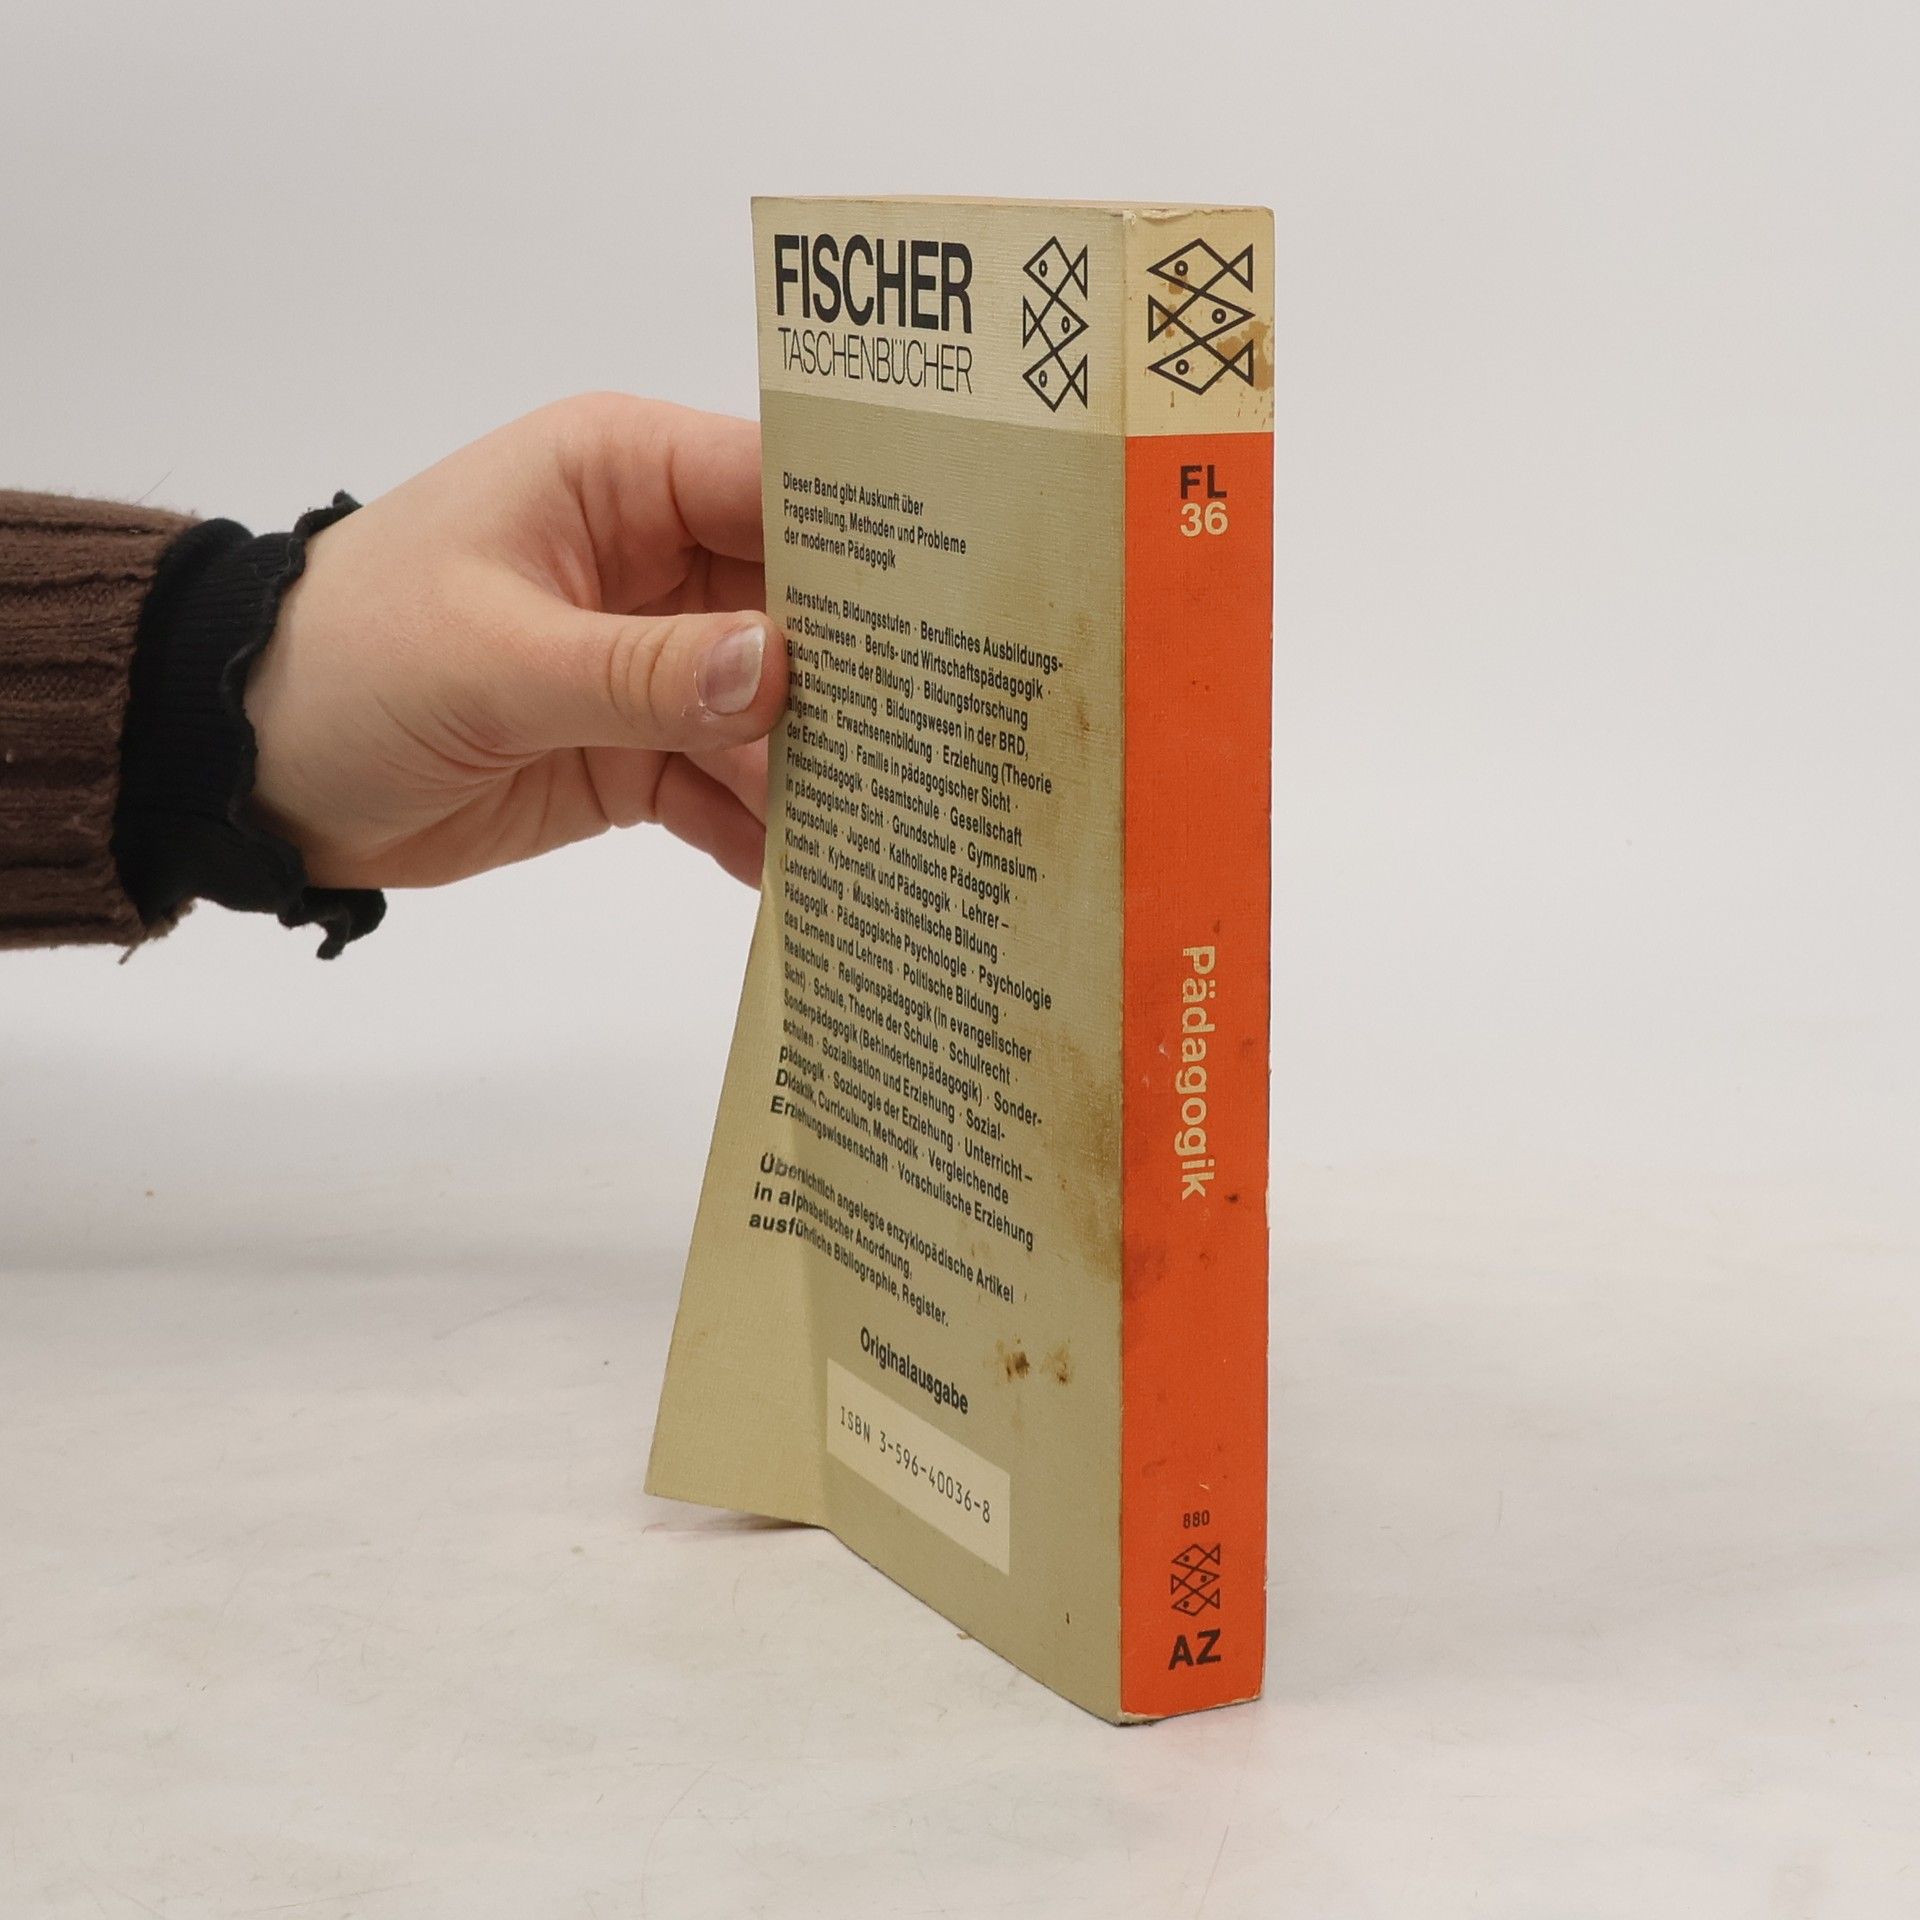 FISCHER
TASCHENBÜCHER
Dieser Band gibt Auskunft über
Fragestellung, Methoden und Probleme
der modernen Pädagogik
Altersstufen, Bildungsstufen · Berufliches Ausbildungs-
und Schulwesen · Berufs- und Wirtschaftspädagogik ·
Bildung (Theorie der Bildung) · Bildungsforschung
und Bildungsplanung · Bildungswesen in der BRD,
allgemein · Erwachsenenbildung · Erziehung (Theorie
der Erziehung) · Familie in pädagogischer Sicht ·
Freizeitpädagogik · Gesamtschule · Gesellschaft
in pädagogischer Sicht · Grundschule · Gymnasium ·
Hauptschule · Jugend · Katholische Pädagogik ·
Kindheit · Kybernetik und Pädagogik · Lehrer –
Lehrerbildung · Musisch-ästhetische Bildung ·
Pädagogik · Pädagogische Psychologie · Psychologie
des Lernens und Lehrens · Politische Bildung ·
Realschule · Religionspädagogik (in evangelischer
Sicht) · Schule, Theorie der Schule · Schulrecht ·
Sonderpädagogik (Behindertenpädagogik) · Sonder-
schulen · Sozialisation und Erziehung · Sozial-
pädagogik · Soziologie der Erziehung · Unterricht –
Didaktik, Curriculum, Methodik · Vergleichende
Erziehungswissenschaft · Vorschulische Erziehung
Übersichtlich angelegte enzyklopädische Artikel
in alphabetischer Anordnung,
ausführliche Bibliographie, Register.
Originalausgabe
ISBN 3-596-40036-8
FL
36
Pädagogik
880
AZ